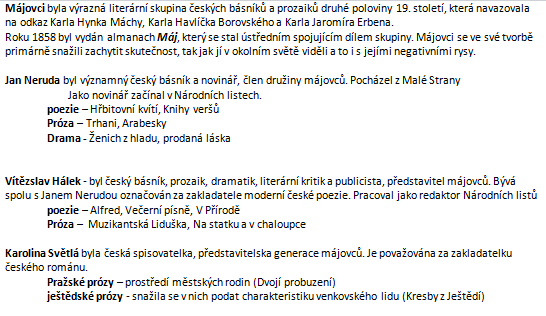 Májovci byla výrazná literární skupina českých básníků a prozaiků druhé poloviny 19. století, která navazovala
na odkaz Karla Hynka Máchy, Karla Havlíčka Borovského a Karla Jaromíra Erbena.
Roku 1858 byl vydán almanach Máj, který se stal ústředním spojujícím dílem skupiny. Májovci se ve své tvorbě
primárně snažili zachytit skutečnost, tak jak jí v okolním světě viděli a to i s jejími negativními rysy.
Jan Neruda byl významný český básník a novinář, člen družiny májovců. Pocházel z Malé Strany
Jako novinář začínal v Národních listech.
poezie – Hřbitovní kvítí, Knihy veršů
Próza – Trhani, Arabesky
Drama - Ženich z hladu, prodaná láska
Vítězslav Hálek - byl český básník, prozaik, dramatik, literární kritik a publicista, představitel májovců. Bývá
spolu s Janem Nerudou označován za zakladatele moderní české poezie. Pracoval jako redaktor Národních listů
poezie – Alfred, Večerní písně, V Přírodě
Próza – Muzikantská Liduška, Na statku a v chaloupce
Karolina Světlá byla česká spisovatelka, představitelska generace májovců. Je považována za zakladatelku
českého románu.
Pražské prózy – prostředí městských rodin (Dvojí probuzení)
ještědské prózy - snažila se v nich podat charakteristiku venkovského lidu (Kresby z Ještědí)